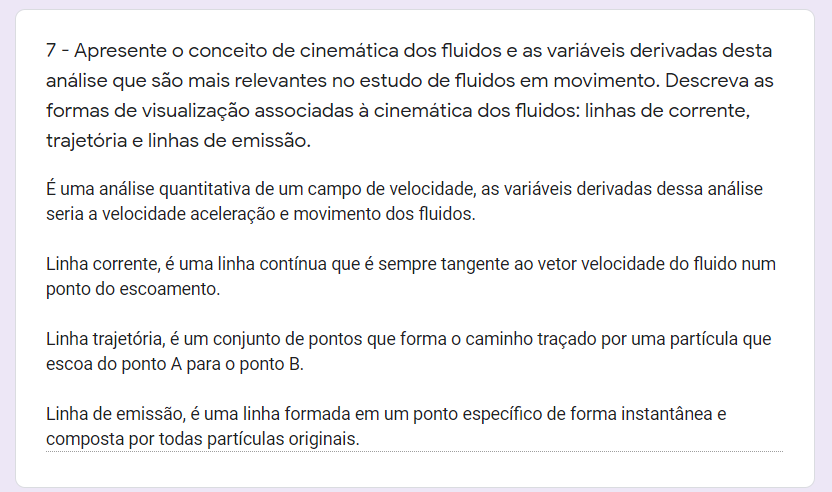 7 - Apresente o conceito de cinemática dos fluidos e as variáveis derivadas desta
análise que são mais relevantes no estudo de fluidos em movimento. Descreva as
formas de visualização associadas à cinemática dos fluidos: linhas de corrente,
trajetória e linhas de emissão.
É uma análise quantitativa de um campo de velocidade, as variáveis derivadas dessa análise
seria a velocidade aceleração e movimento dos fluidos.
Linha corrente, é uma linha contínua que é sempre tangente ao vetor velocidade do fluido num
ponto do escoamento.
Linha trajetória, é um conjunto de pontos que forma o caminho traçado por uma partícula que
escoa do ponto A para o ponto B.
Linha de emissão, é uma linha formada em um ponto específico de forma instantânea e
composta por todas partículas originais.